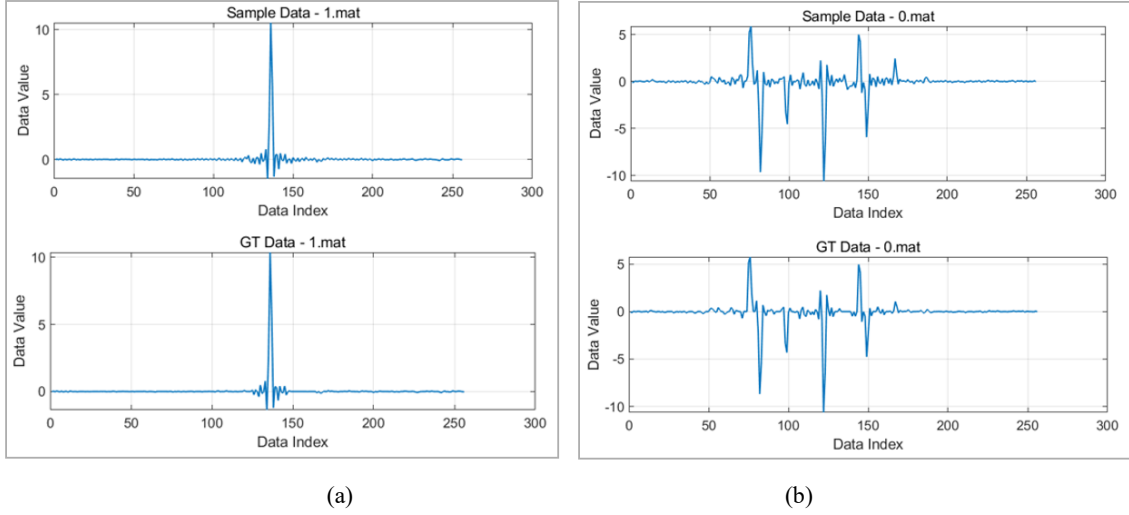 Sample Data - 1.mat
10
5
0
Data Value
0 50 100 150 200 250 300
Data Index
GT Data - 1.mat
10
5
0
Data Value
0 50 100 150 200 250 300
Data Index
(a)
Sample Data - 0.mat
5
0
-5
-10
Data Value
0 50 100 150 200 250 300
Data Index
GT Data - 0.mat
5
0
-5
-10
Data Value
0 50 100 150 200 250 300
Data Index
(b)